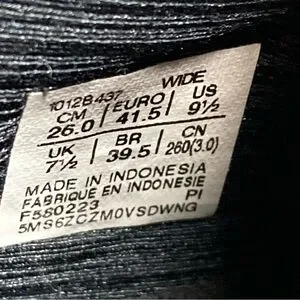 1012B437 WIDE
CM EURO US
26.0 41.5 9½
UK BR CN
7½ 39.5 260(3.0)
MADE IN INDONESIA
FABRIQUE EN INDONESIE
F580223 PI
5MS6ZCZM0VSDWNG